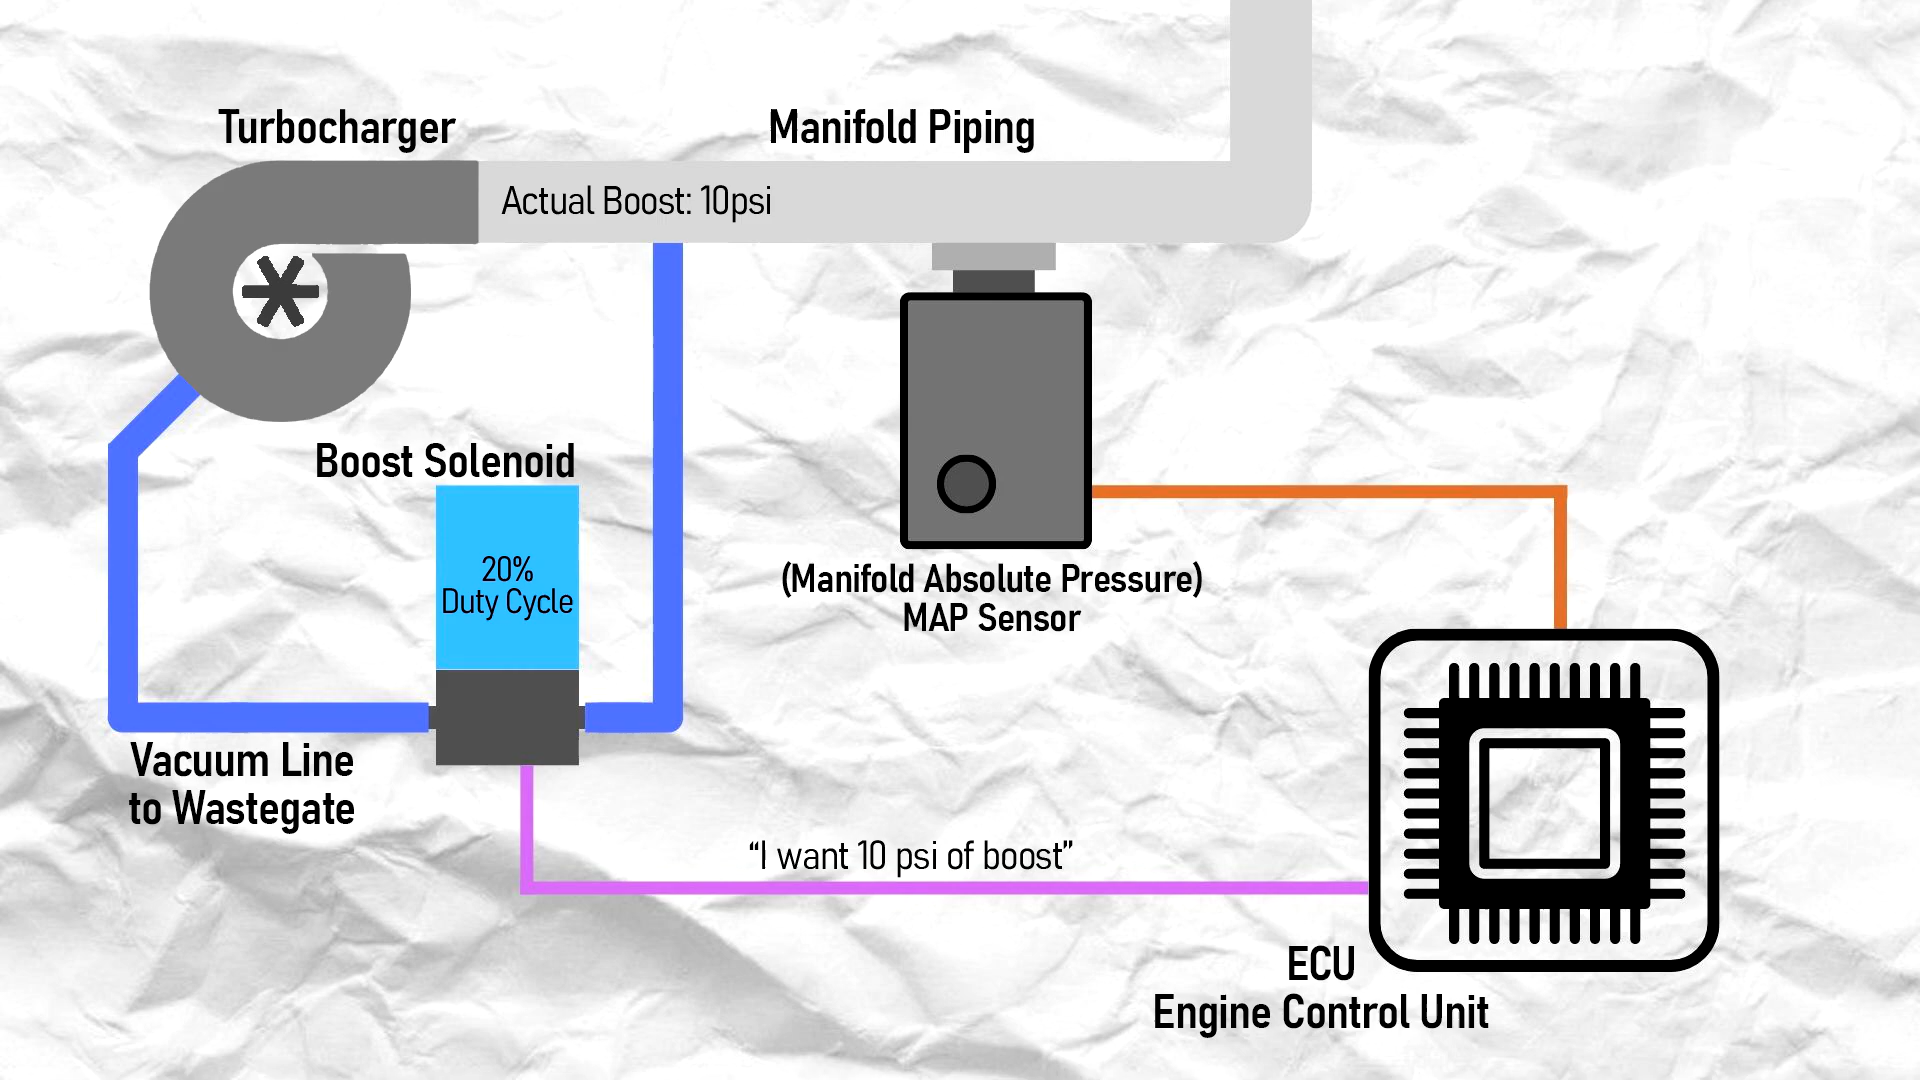 Turbocharger
Manifold Piping
Actual Boost: 10psi
Boost Solenoid
20%
Duty Cycle
(Manifold Absolute Pressure)
MAP Sensor
Vacuum Line
to Wastegate
“I want 10 psi of boost”
ECU
Engine Control Unit